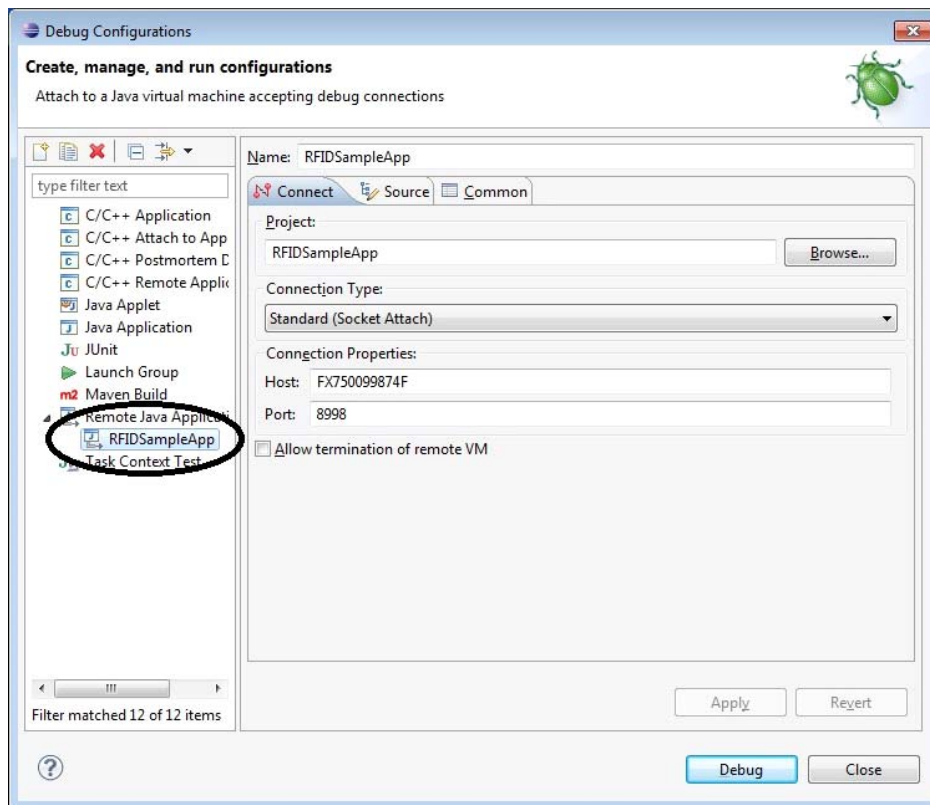 Debug Configurations
Create, manage, and run configurations
Attach to a Java virtual machine accepting debug connections
type filter text
C/C++ Application
C/C++ Attach to App
C/C++ Postmortem D
C/C++ Remote Applic
Java Applet
Java Application
Ju JUnit
Launch Group
m2 Maven Build
Remote Java Applicati
RFIDSampleApp
Task Context Test
Filter matched 12 of 12 items
Name: RFIDSampleApp
Connect Source Common
Project:
RFIDSampleApp Browse...
Connection Type:
Standard (Socket Attach)
Connection Properties:
Host: FX750099874F
Port: 8998
Allow termination of remote VM
Apply Revert
? Debug Close